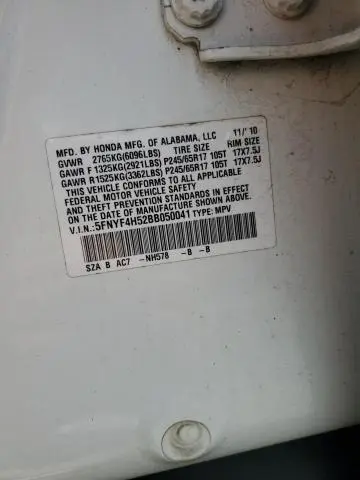 MFD. BY HONDA MFG. OF ALABAMA, LLC 11/'10
GVWR 2765KG(6096LBS) TIRE SIZE RIM SIZE
GAWR F 1325KG(2921LBS) P245/65R17 105T 17X7.5J
GAWR R1525KG(3362LBS) P245/65R17 105T 17X7.5J
THIS VEHICLE CONFORMS TO ALL APPLICABLE
FEDERAL MOTOR VEHICLE SAFETY
AND THEFT PREVENTION STANDARDS IN EFFECT
ON THE DATE OF MANUFACTURE SHOWN ABOVE.
V.I.N.:5FNYF4H52BB050041 TYPE: MPV
SZA B AC7 -NH578 -B -B